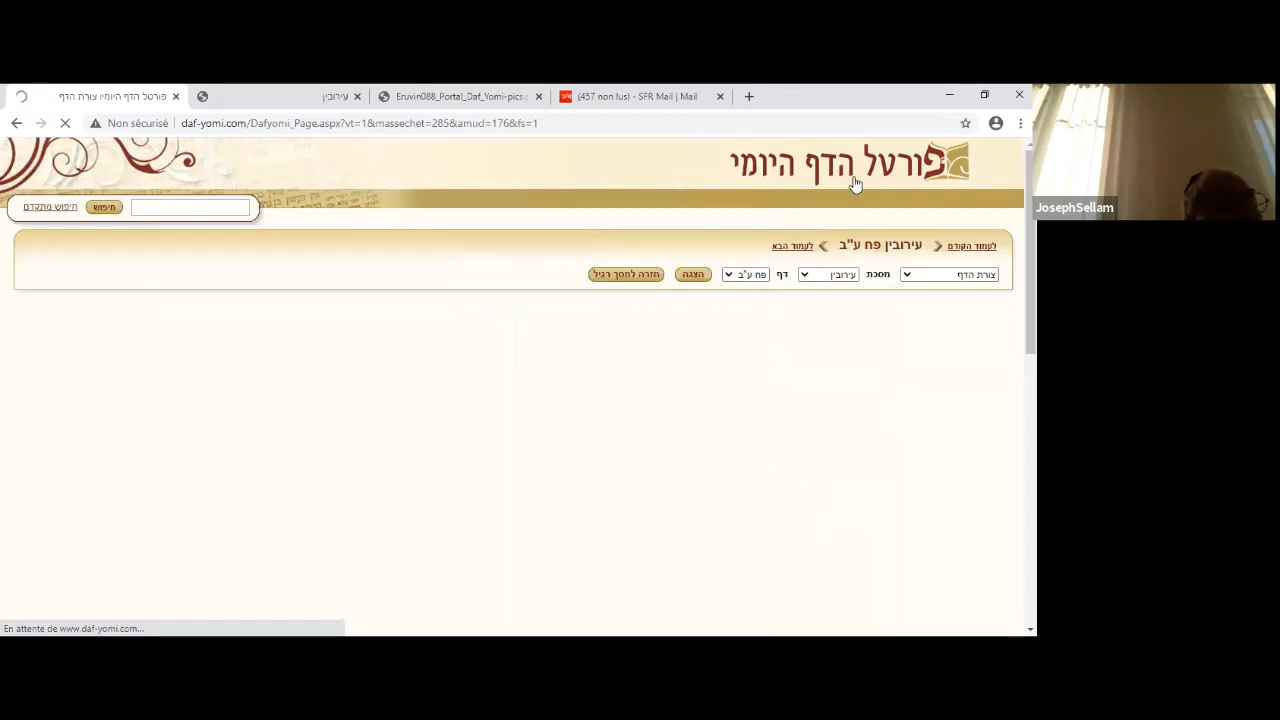 פורטל הדף היומי: צורת הדף
עירובין
Eruvin088_Portal_Daf_Yomi-pics.
(457 non lus) - SFR Mail | Mail
Non sécurisé
daf-yomi.com/Dafyomi_Page.aspx?vt=1&massechet=285&amud=176&fs=1
פורטל הדף היומי
JosephSellam
חיפוש
חיפוש מתקדם
לעמוד הקודם
עירובין פח ע"ב
לעמוד הבא
צורת הדף
מסכת
עירובין
דף
פח ע"ב
הצגה
חזרה למסך רגיל
En attente de www.daf-yomi.com...